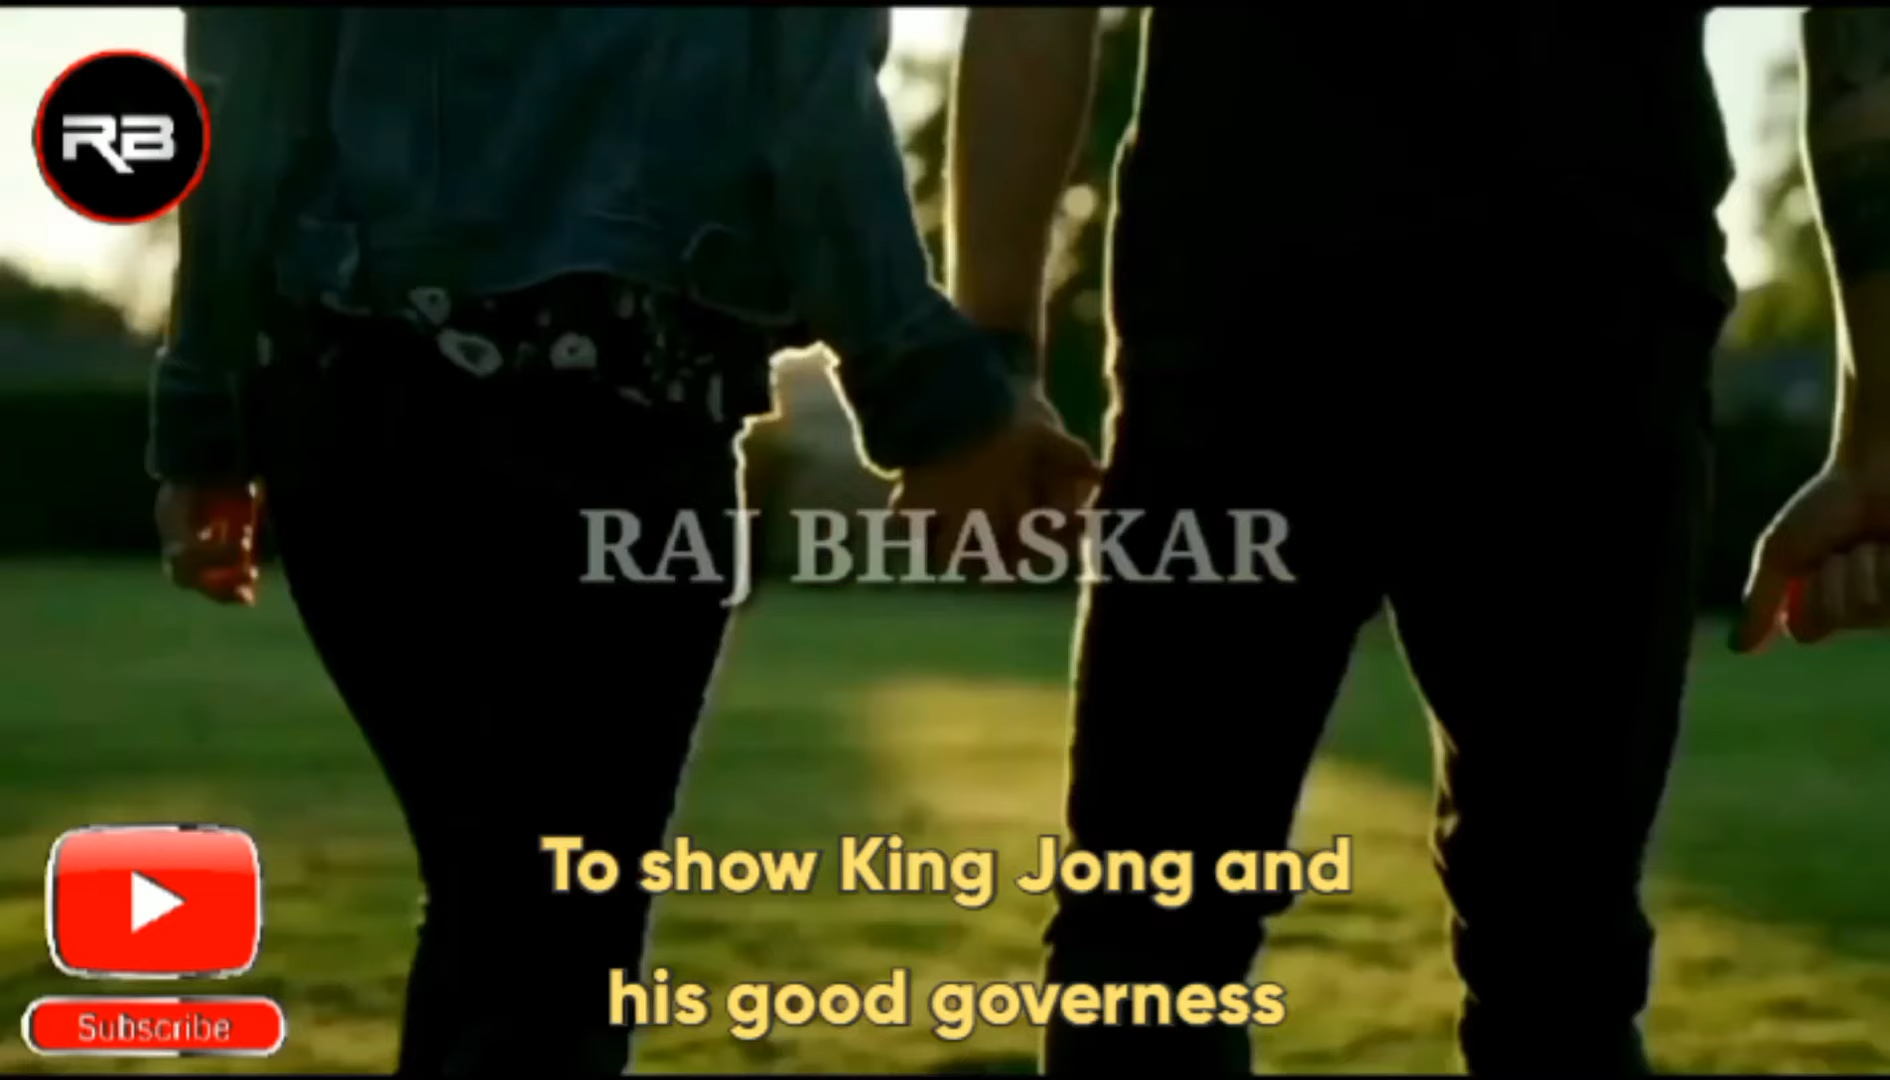 RB
RAJ BHASKAR
To show King Jong and
his good governess
Subscribe